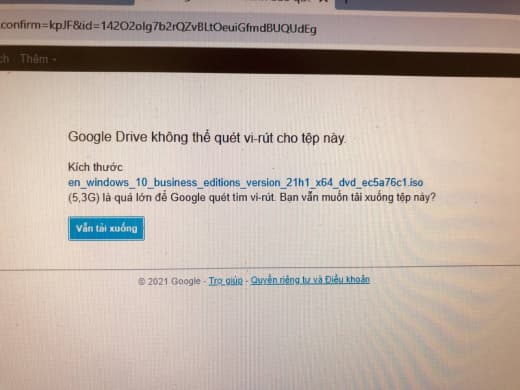 confirm=kpJF&id=142O2olg7b2rQZvBLtOeuiGfmdBUQUdEg
ch Thêm
Google Drive không thể quét vi-rút cho tệp này.
Kích thước
en_windows_10_business_editions_version_21h1_x64_dvd_ec5a76c1.iso
(5,3G) là quá lớn để Google quét tìm vi-rút. Bạn vẫn muốn tải xuống tệp này?
Vẫn tải xuống
© 2021 Google - Trợ giúp - Quyền riêng tư và Điều khoản